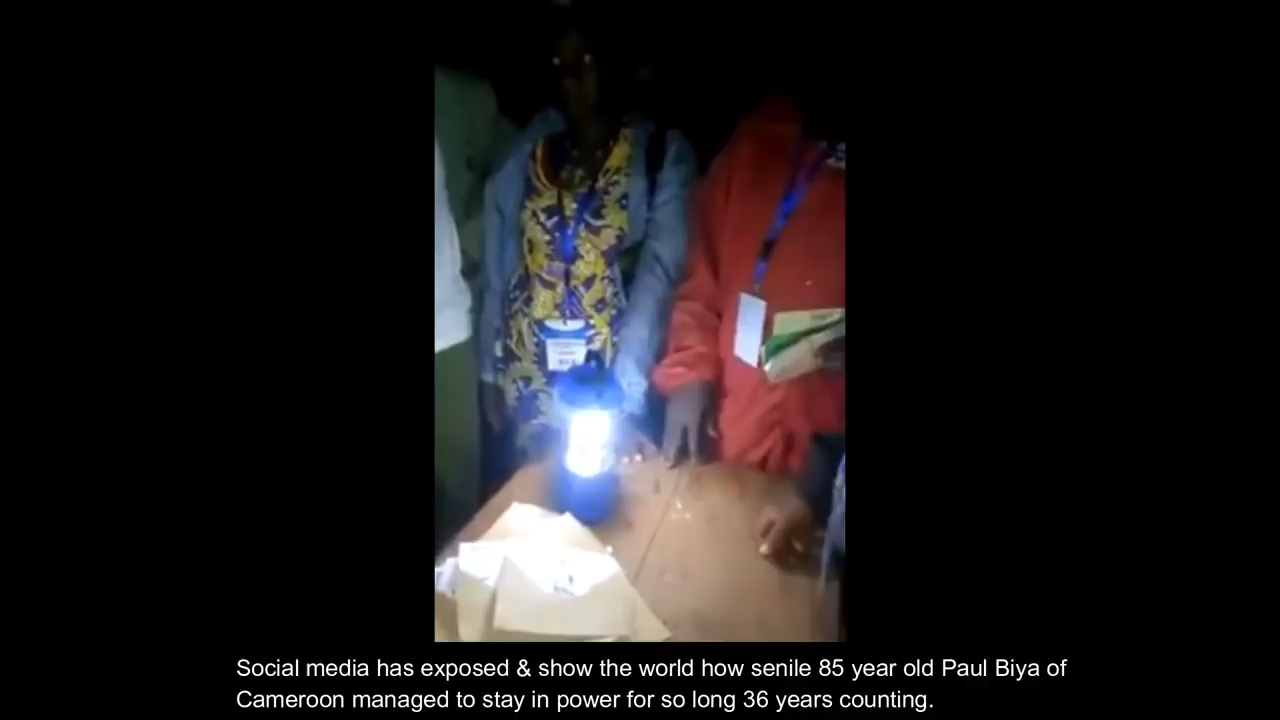 Social media has exposed & show the world how senile 85 year old Paul Biya of
Cameroon managed to stay in power for so long 36 years counting.